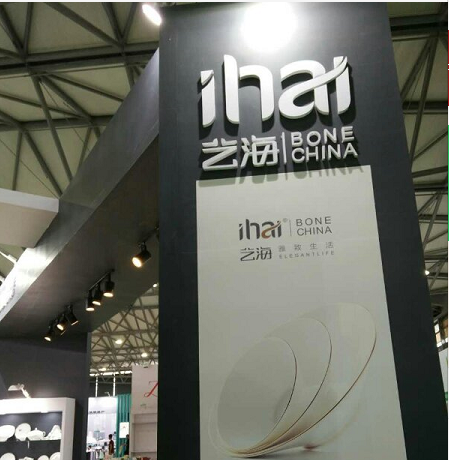 ihai
艺海 BONE CHINA
ihai® BONE CHINA
艺海 雅致生活
ELEGANTLIFE